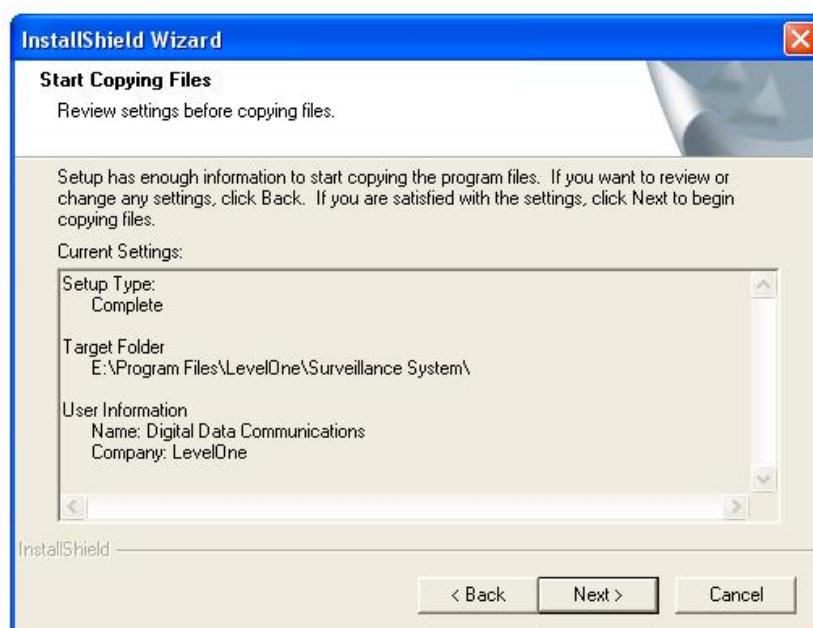 InstallShield Wizard
Start Copying Files
Review settings before copying files.
Setup has enough information to start copying the program files. If you want to review or
change any settings, click Back. If you are satisfied with the settings, click Next to begin
copying files.
Current Settings:
Setup Type:
Complete
Target Folder
E:\Program Files\LevelOne\Surveillance System\
User Information
Name: Digital Data Communications
Company: LevelOne
InstallShield
< Back
Next >
Cancel